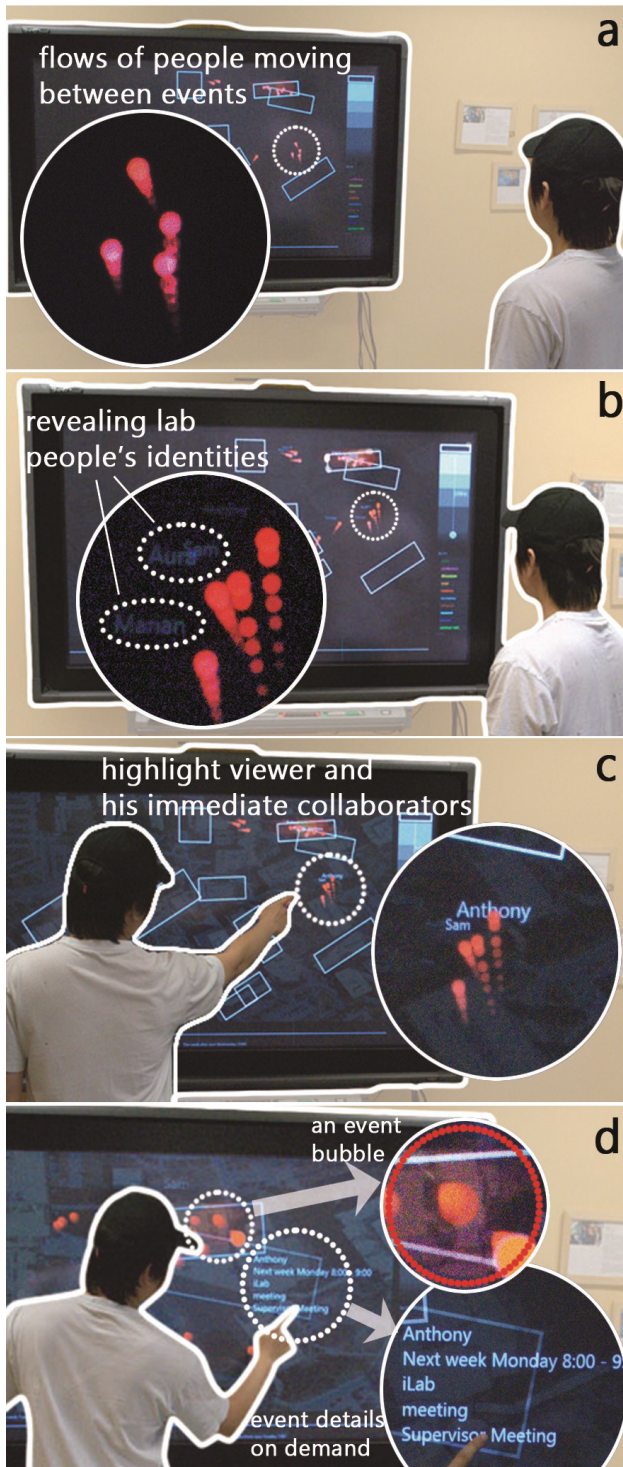 a
flows of people moving
between events
b
revealing lab
people's identities
Sam
Aura
Marian
c
highlight viewer and
his immediate collaborators
Anthony
Sam
d
an event
bubble
Sam
Anthony
Next week Monday 8:00 - 9:00
iLab
meeting
Supervisor Meeting
Anthony
Next week Monday 8:00 - 9:
iLab
meeting
Supervisor Meeting
event details
on demand